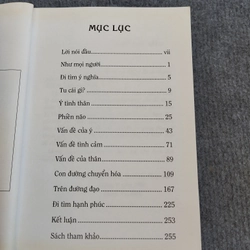 MỤC LỤC
Lời nói đầu vii
Như mọi người 1
Đi tìm ý nghĩa 5
Tu cái gì? 9
Ý tình thân 15
Phiền não 25
Vấn đề của ý 43
Vấn đề tình cảm 71
Vấn đề của thân 89
Con đường chuyển hóa 109
Trên đường đạo 167
Đi tìm hạnh phúc 225
Kết luận 253
Sách tham khảo 255